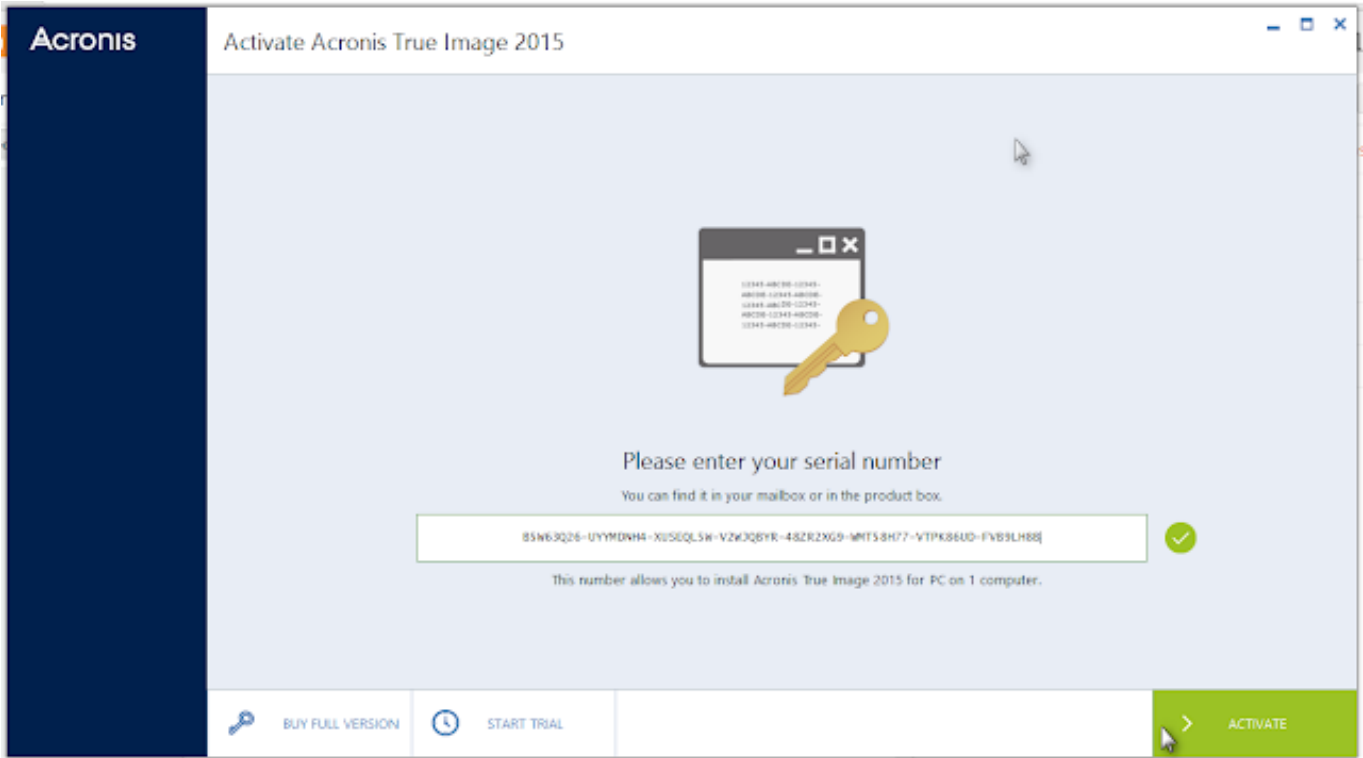 Acronis
Activate Acronis True Image 2015
Please enter your serial number
You can find it in your mailbox or in the product box.
This number allows you to install Acronis True Image 2015 for PC on 1 computer.
BUY FULL VERSION
START TRIAL
ACTIVATE